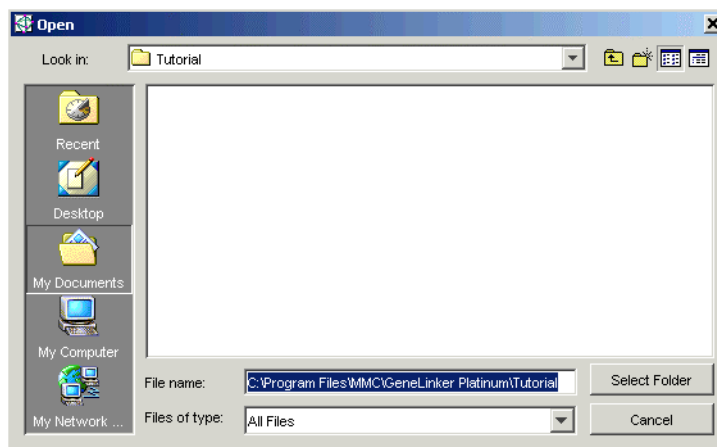 Open
Look in:
Tutorial
Recent
Desktop
My Documents
My Computer
My Network ...
File name:
C:\Program Files\MMC\GeneLinker Platinum\Tutorial
Select Folder
Files of type:
All Files
Cancel